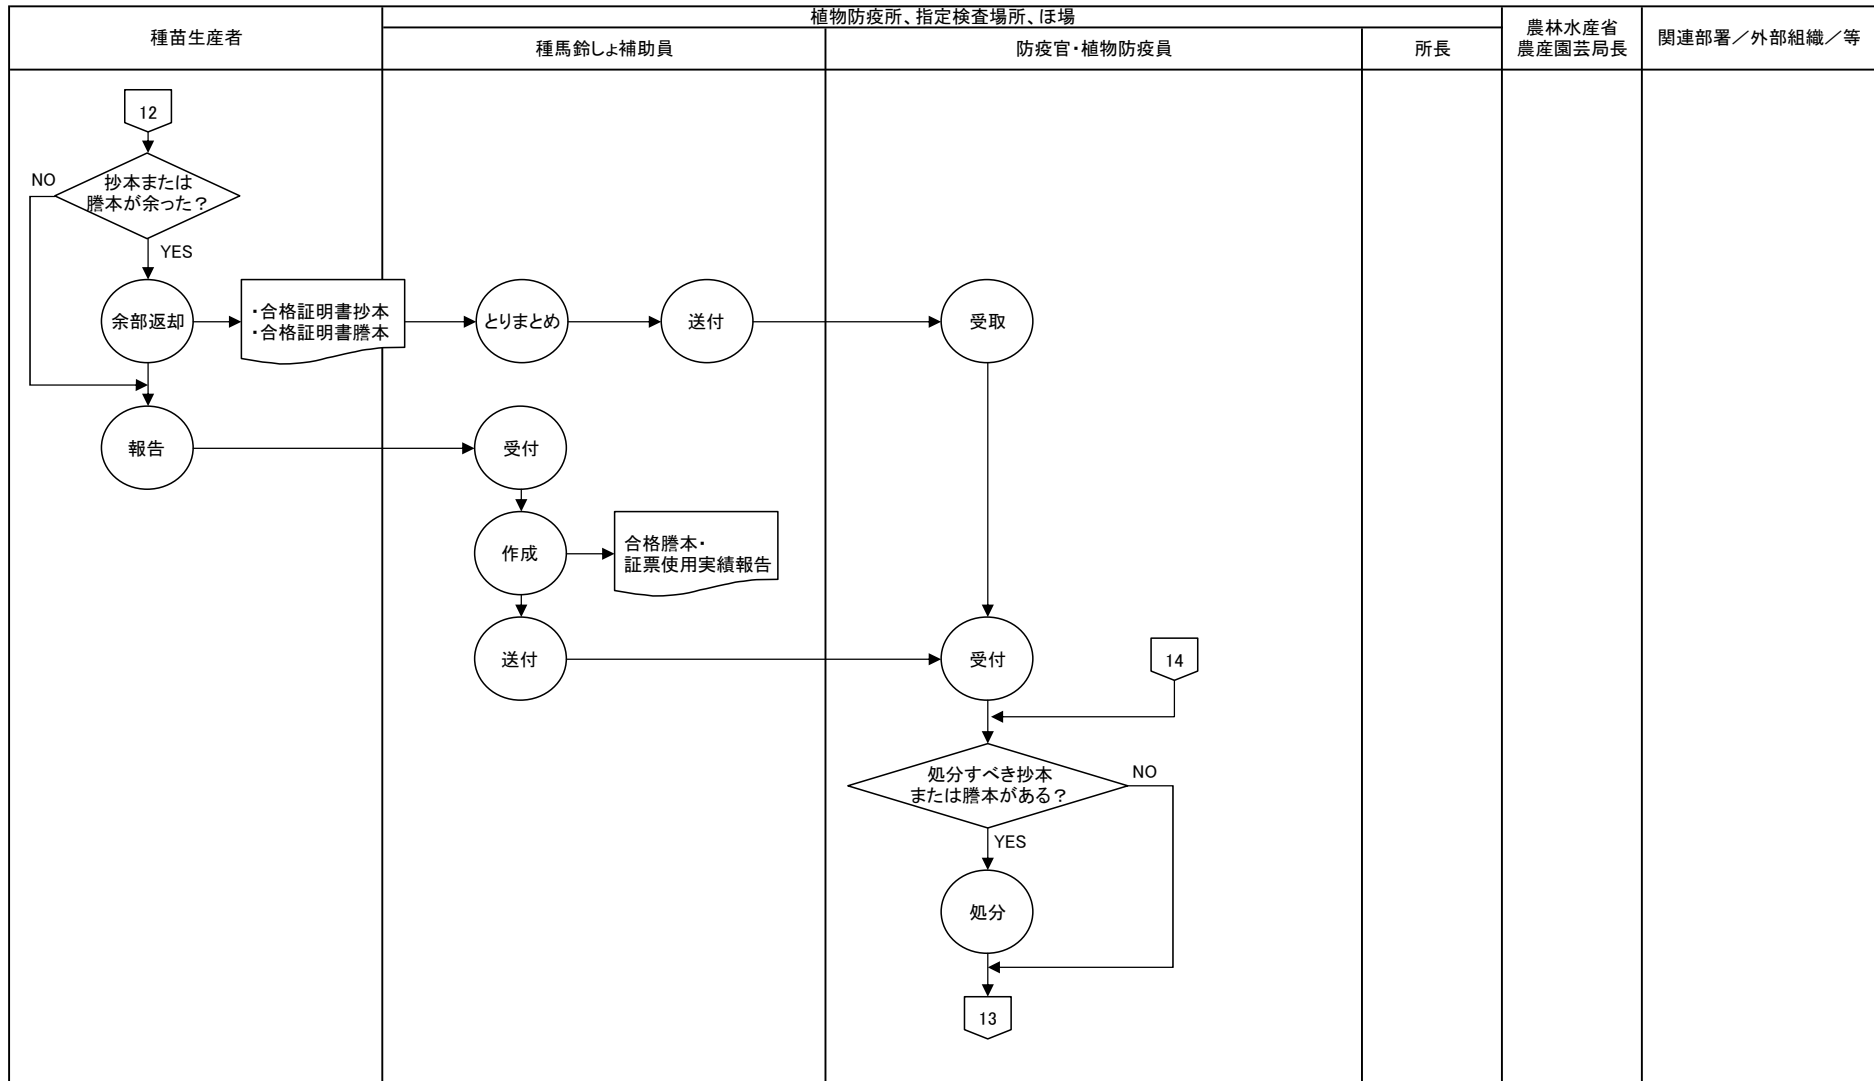 種苗生産者
植物防疫所、指定検査場所、ほ場
種馬鈴しょ補助員
防疫官・植物防疫員
所長
農林水産省
農産園芸局長
関連部署／外部組織／等
12
抄本または
謄本が余った？
NO
YES
余部返却
・合格証明書抄本
・合格証明書謄本
とりまとめ
送付
受取
報告
受付
作成
合格謄本・
証票使用実績報告
送付
受付
14
処分すべき抄本
または謄本がある？
NO
YES
処分
13